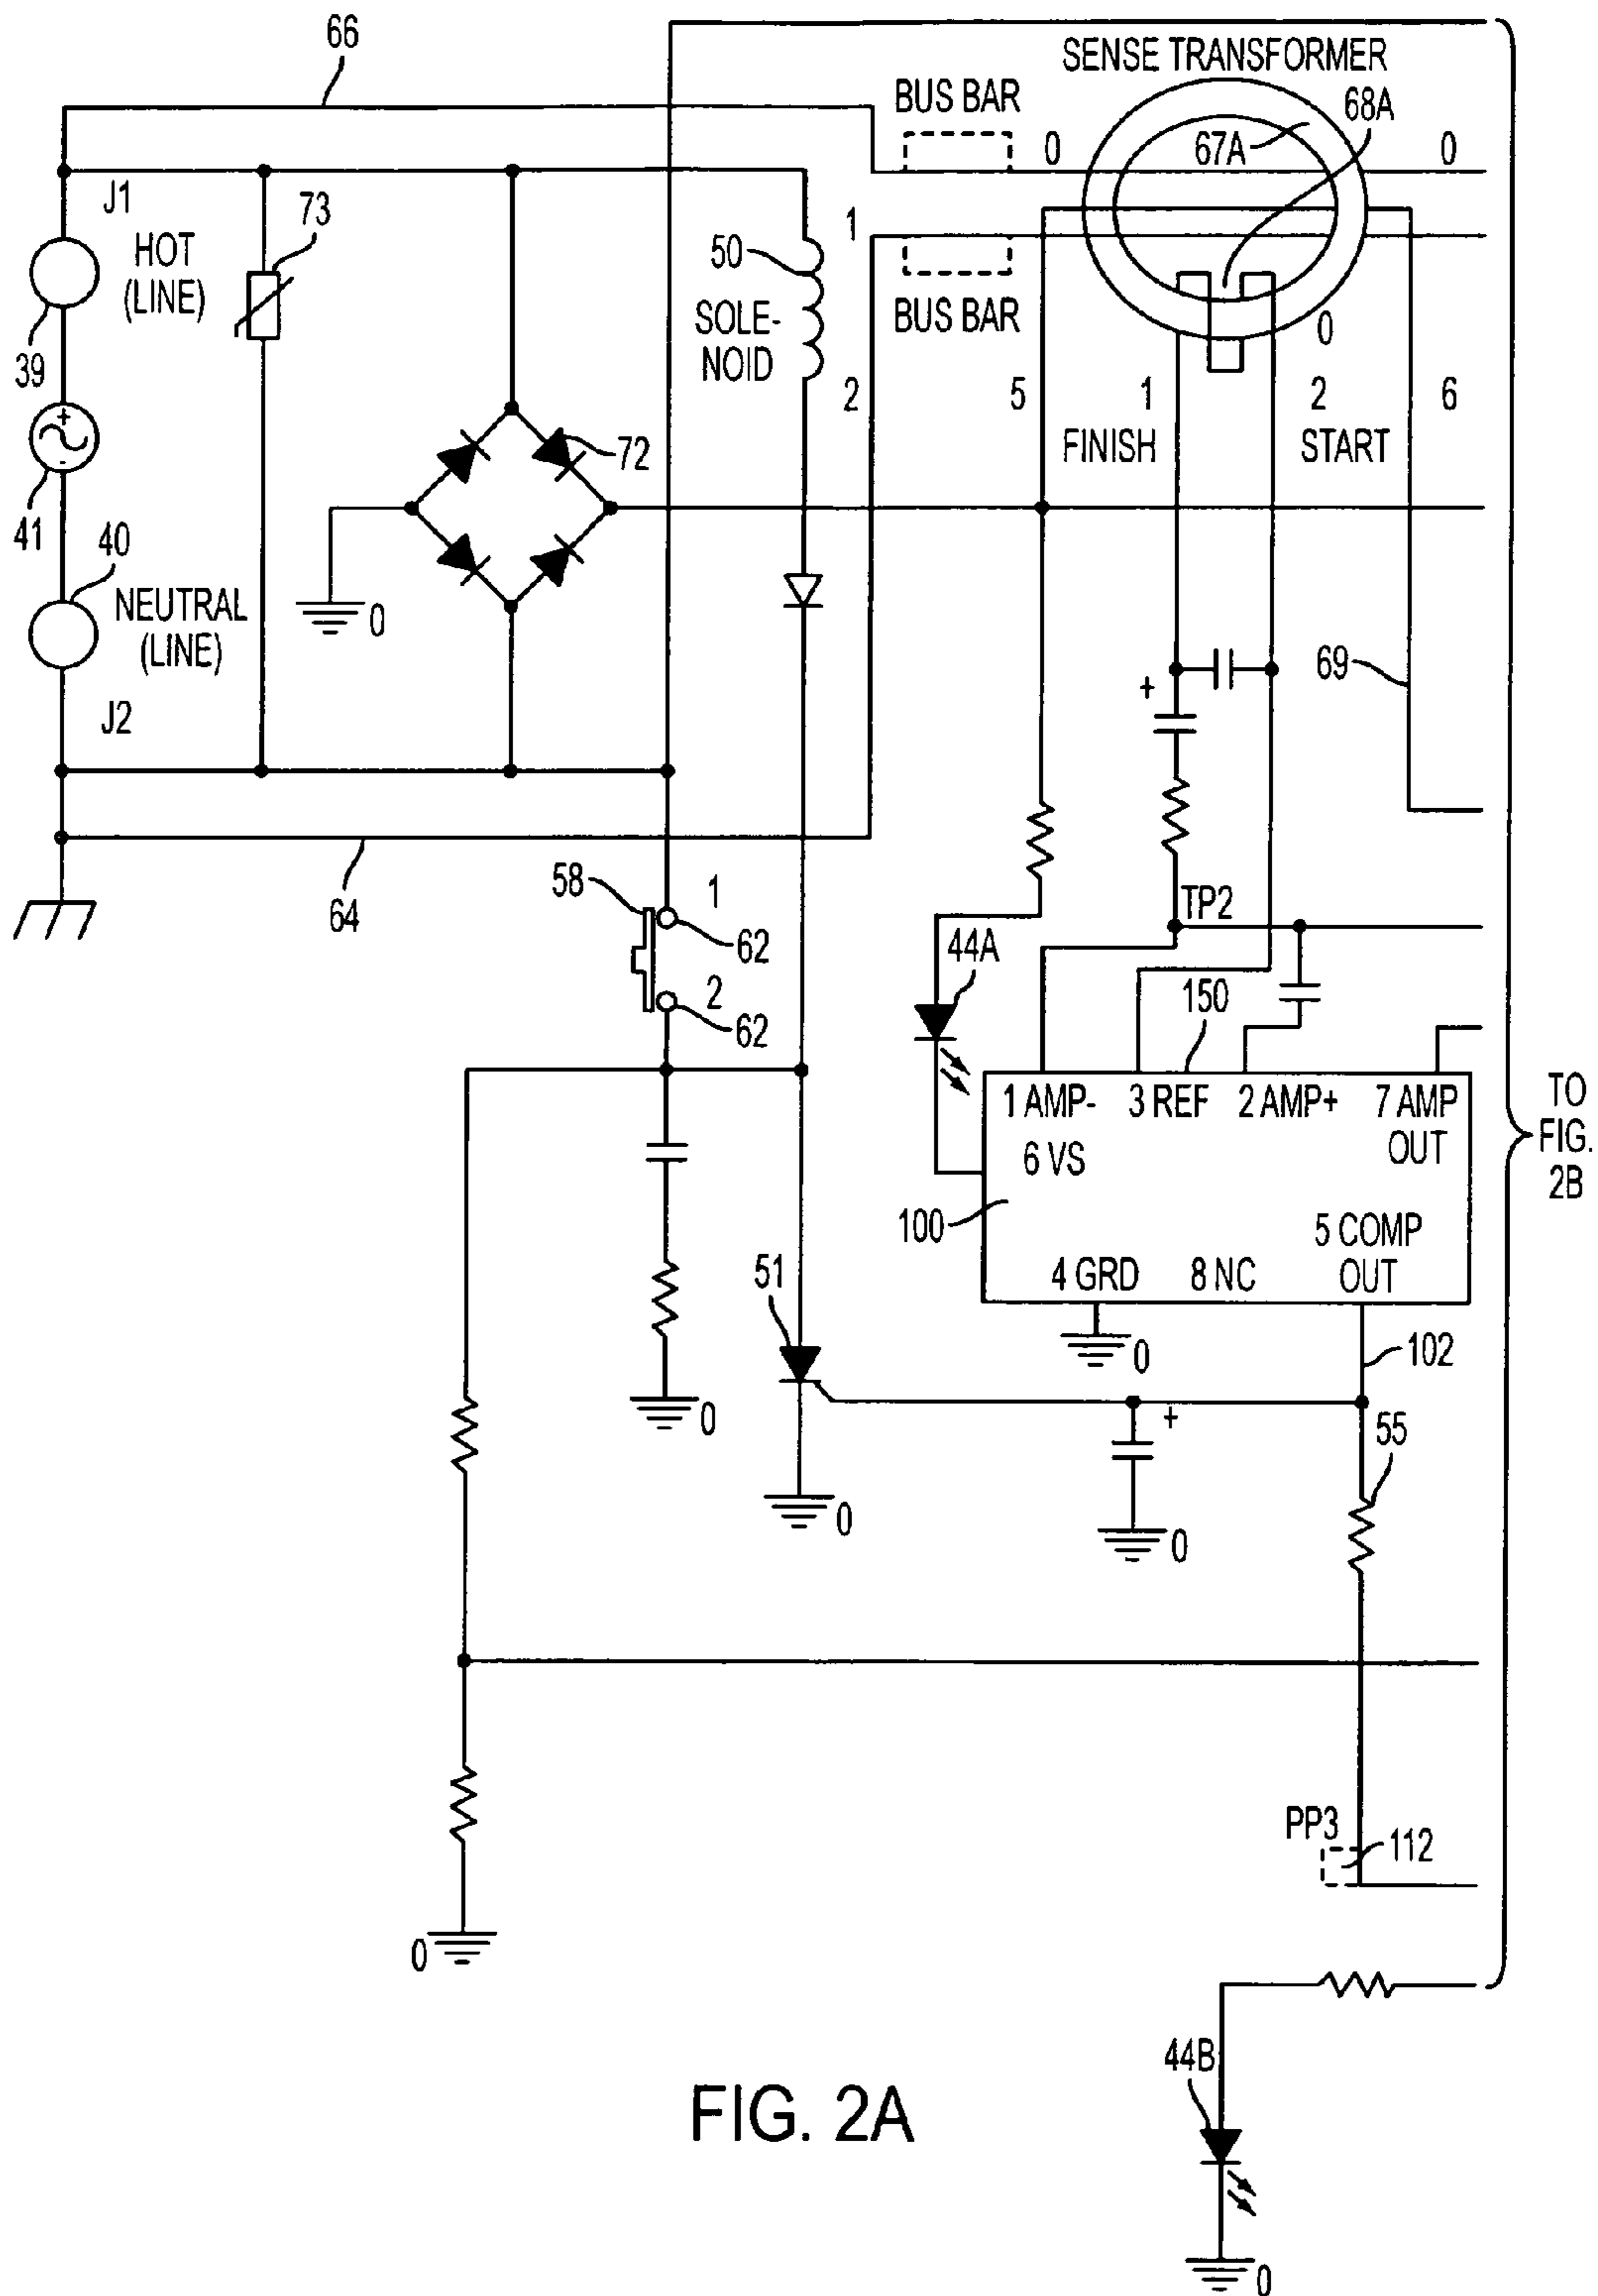 66
SENSE TRANSFORMER
BUS BAR
68A
0
67A
0
J1
73
HOT
(LINE)
1
50
BUS BAR
SOLE-
NOID
0
39
2
5
1
2
6
+
FINISH
START
72
-
41
40
0
NEUTRAL
(LINE)
69
+
J2
58
1
64
62
TP2
44A
2
62
150
TO
FIG.
2B
1 AMP-
3 REF
2 AMP+
7 AMP
OUT
6 VS
100
5 COMP
OUT
51
4 GRD
8 NC
0
102
0
+
55
0
0
PP3
112
0
44B
FIG. 2A
0